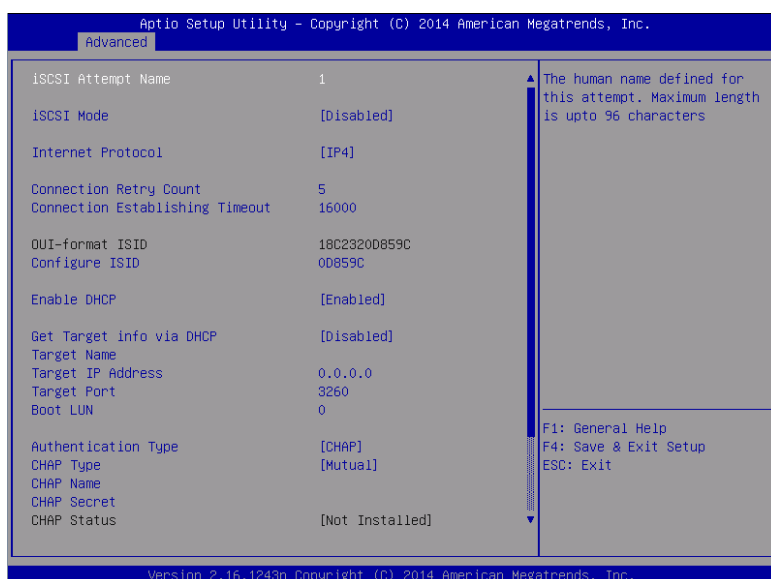 Aptio Setup Utility – Copyright (C) 2014 American Megatrends, Inc.
Advanced
iSCSI Attempt Name 1
iSCSI Mode [Disabled]
Internet Protocol [IP4]
Connection Retry Count 5
Connection Establishing Timeout 16000
OUI-format ISID 18C2320D859C
Configure ISID 0D859C
Enable DHCP [Enabled]
Get Target info via DHCP [Disabled]
Target Name
Target IP Address 0.0.0.0
Target Port 3260
Boot LUN 0
Authentication Type [CHAP]
CHAP Type [Mutual]
CHAP Name
CHAP Secret
CHAP Status [Not Installed]
The human name defined for
this attempt. Maximum length
is upto 96 characters
F1: General Help
F4: Save & Exit Setup
ESC: Exit
Version 2.16.1243n Copyright (C) 2014 American Megatrends, Inc.